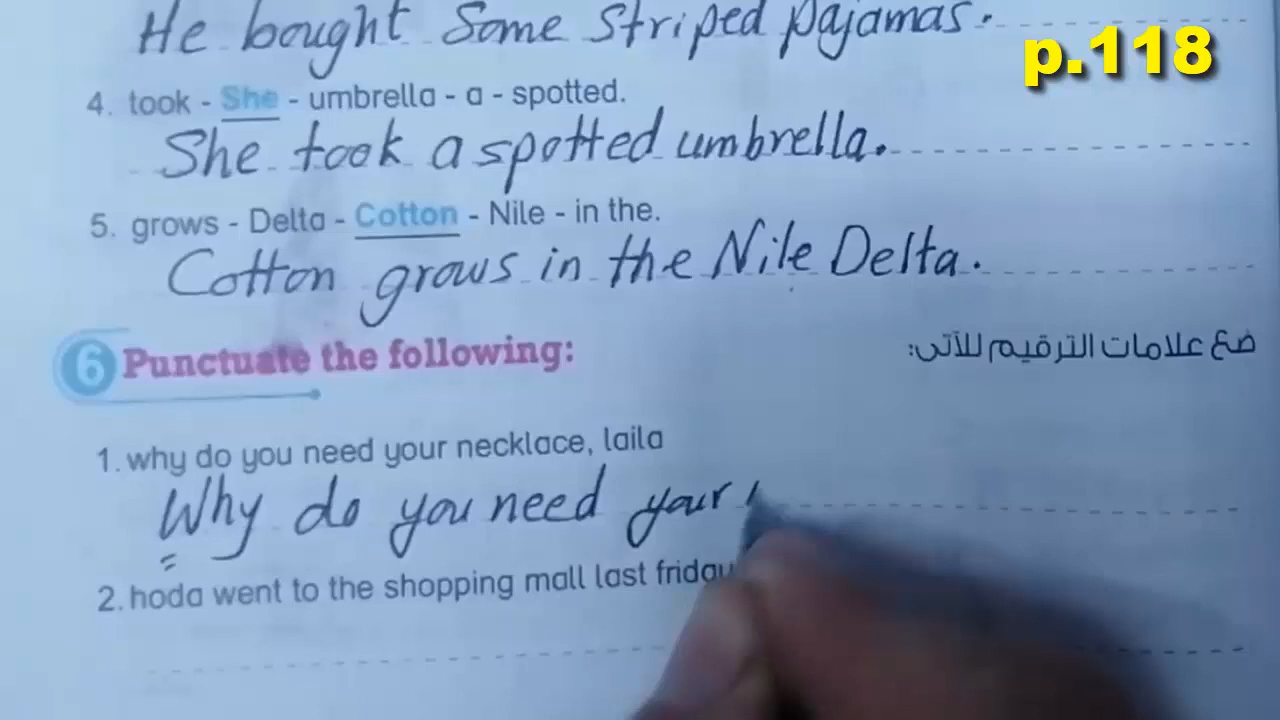 He bought Some striped pajamas.
p.118
4. took - She - umbrella - a - spotted.
She took a spotted umbrella.
5. grows - Delta - Cotton - Nile - in the.
Cotton grows in the Nile Delta.
6 Punctuate the following:
ضع علامات الترقيم للآتى:
1. why do you need your necklace, laila
Why do you need your
2. hoda went to the shopping mall last friday